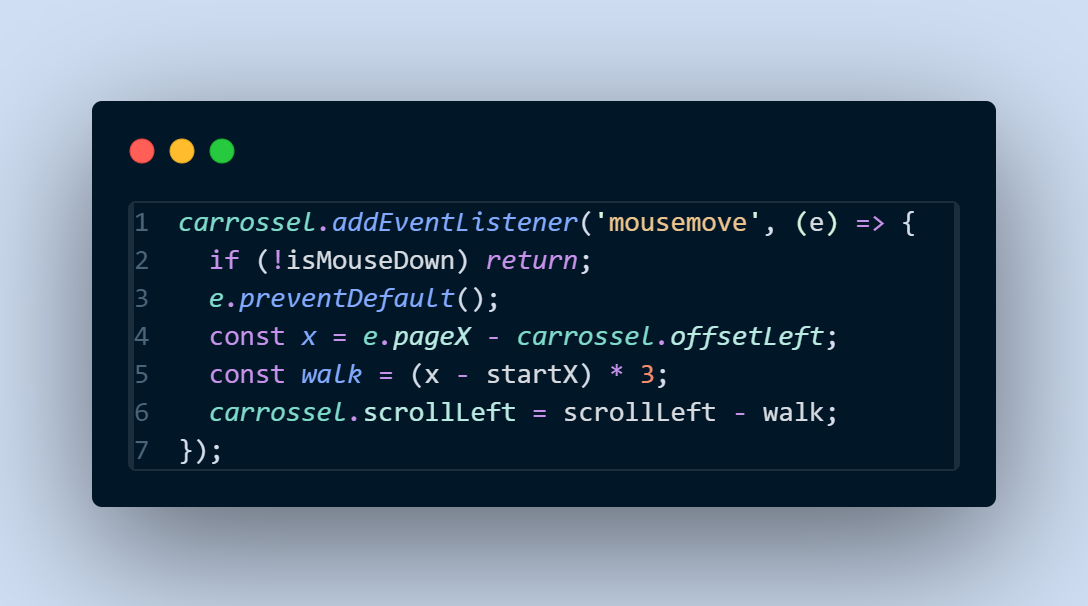 1 carrossel.addEventListener('mousemove', (e) => {
2 if (!isMouseDown) return;
3 e.preventDefault();
4 const x = e.pageX - carrossel.offsetLeft;
5 const walk = (x - startX) * 3;
6 carrossel.scrollLeft = scrollLeft - walk;
7 });